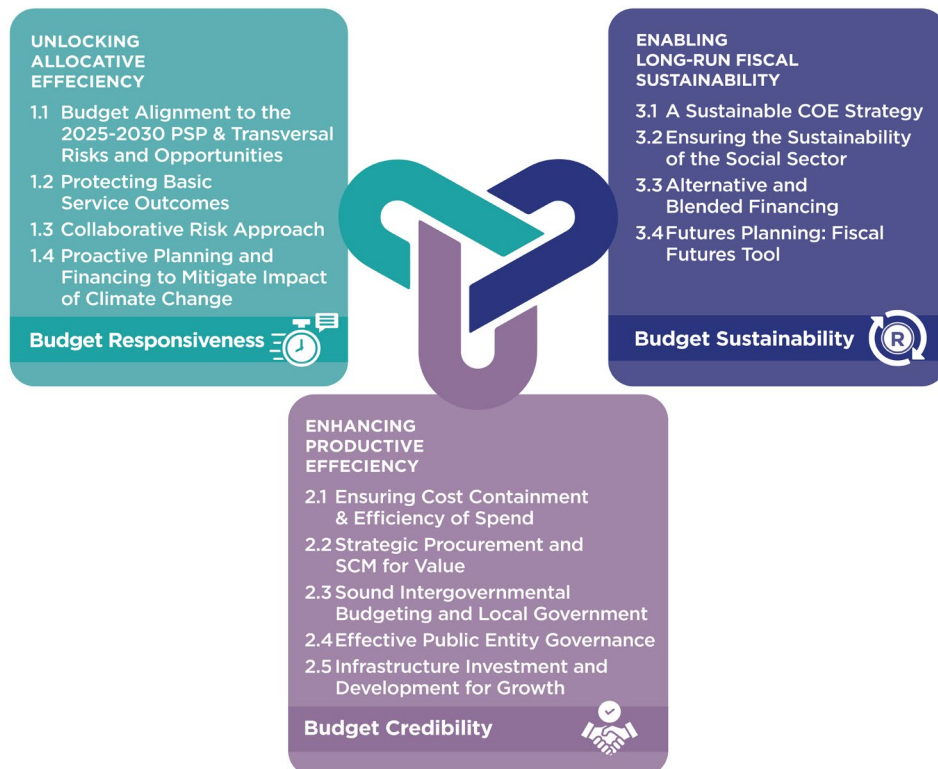 UNLOCKING
ALLOCATIVE
EFFECIENCY
1.1 Budget Alignment to the
2025-2030 PSP & Transversal
Risks and Opportunities
1.2 Protecting Basic
Service Outcomes
1.3 Collaborative Risk Approach
1.4 Proactive Planning and
Financing to Mitigate Impact
of Climate Change
Budget Responsiveness
ENABLING
LONG-RUN FISCAL
SUSTAINABILITY
3.1 A Sustainable COE Strategy
3.2 Ensuring the Sustainability
of the Social Sector
3.3 Alternative and
Blended Financing
3.4 Futures Planning: Fiscal
Futures Tool
Budget Sustainability
R
ENHANCING
PRODUCTIVE
EFFECIENCY
2.1 Ensuring Cost Containment
& Efficiency of Spend
2.2 Strategic Procurement and
SCM for Value
2.3 Sound Intergovernmental
Budgeting and Local Government
2.4 Effective Public Entity Governance
2.5 Infrastructure Investment and
Development for Growth
Budget Credibility